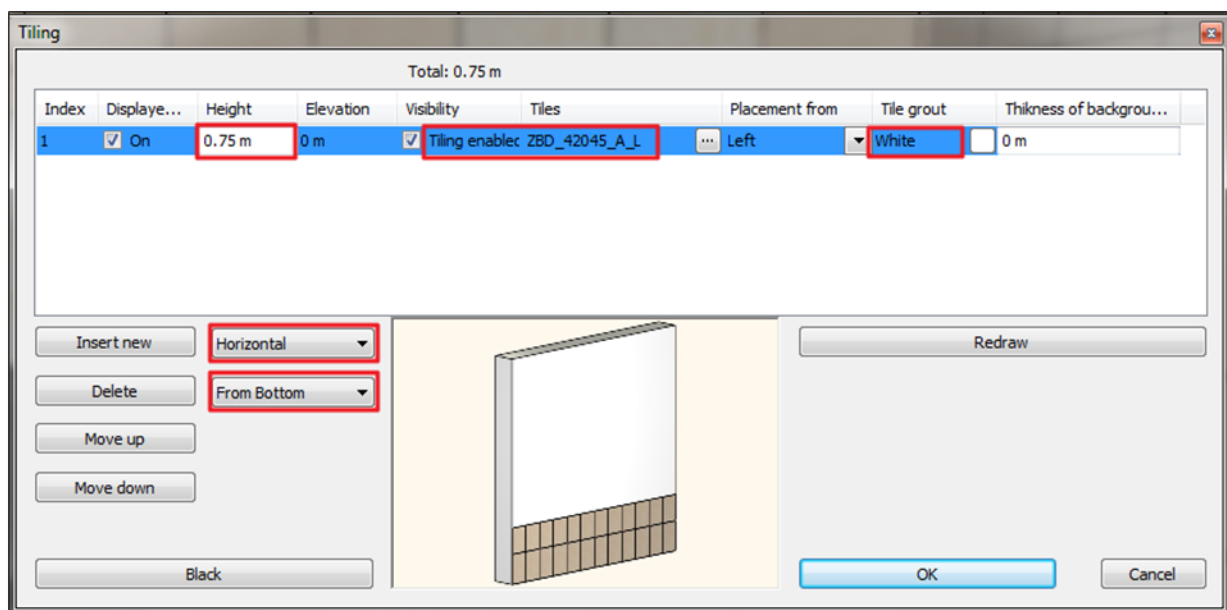 Tiling
Total: 0.75 m
Index Displaye... Height Elevation Visibility Tiles Placement from Tile grout Thikness of backgrou...
1 On 0.75 m 0 m Tiling enabled ZBD_42045_A_L ... Left White 0 m
Insert new Horizontal Redraw
Delete From Bottom
Move up
Move down
Black OK Cancel